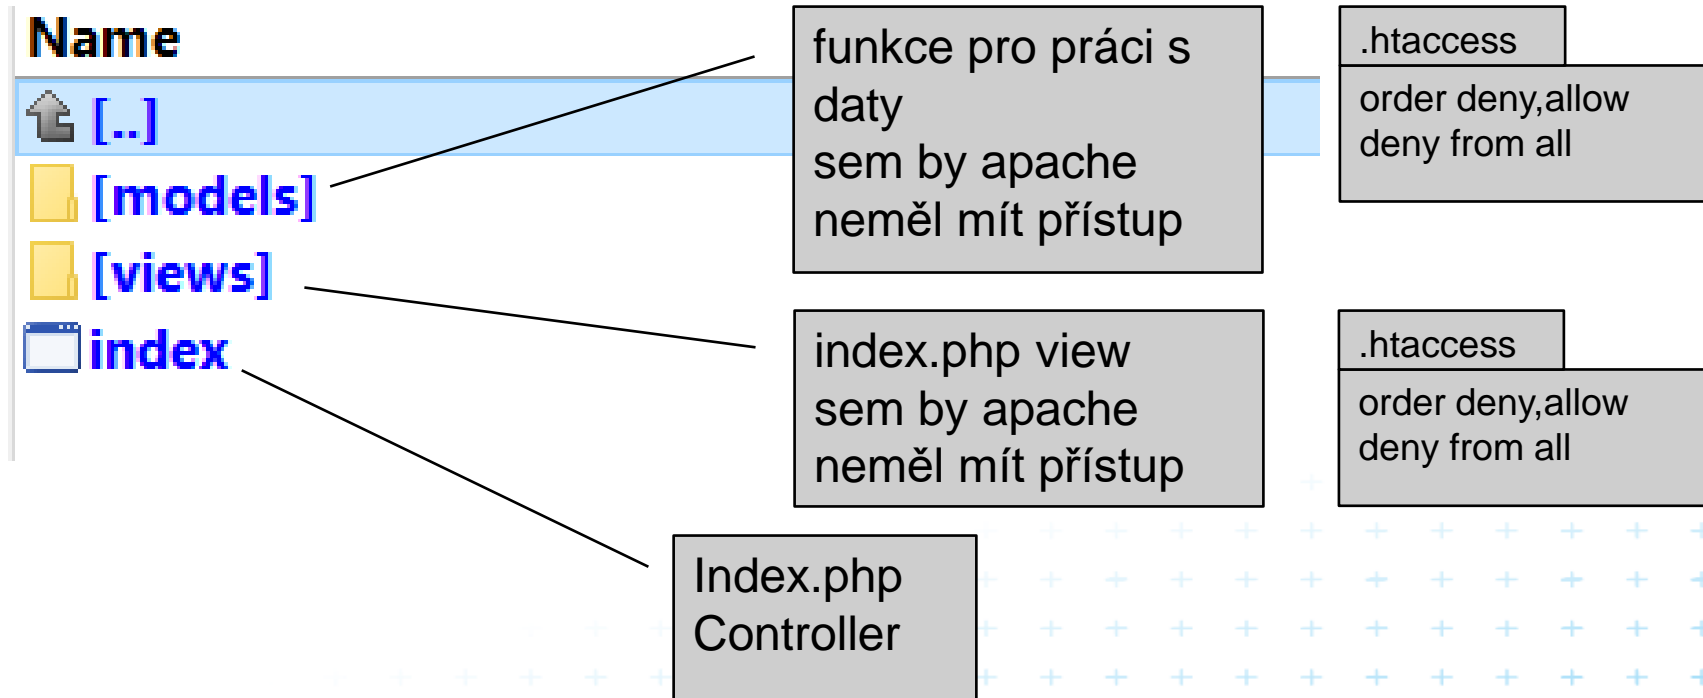 Name
[..]
[models]
[views]
index
funkce pro práci s
daty
sem by apache
neměl mít přístup
.htaccess
order deny,allow
deny from all
index.php view
sem by apache
neměl mít přístup
.htaccess
order deny,allow
deny from all
Index.php
Controller